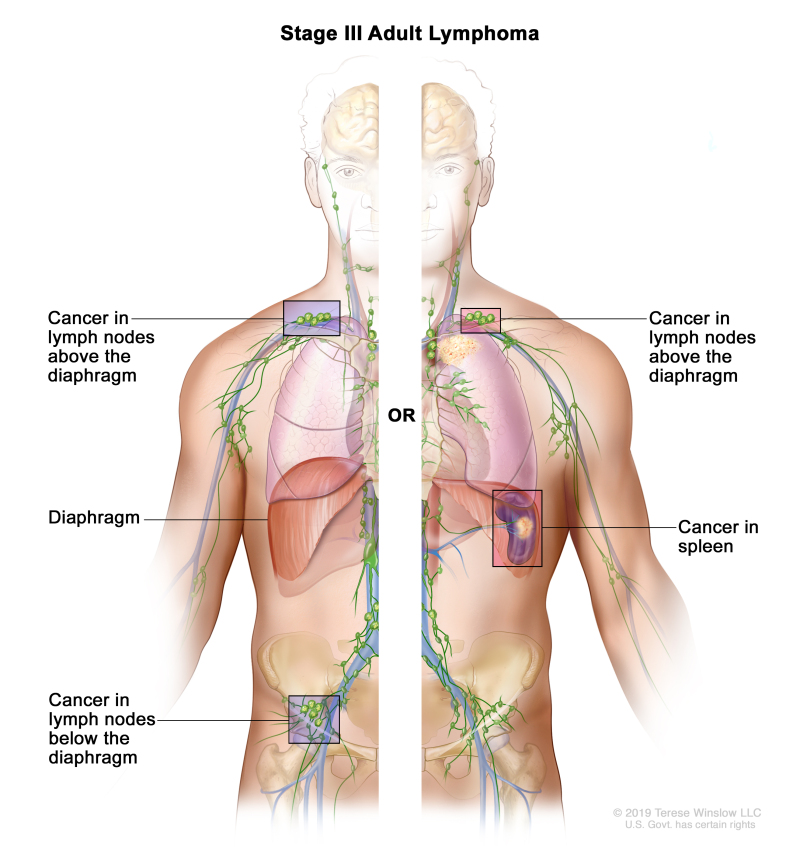 Stage III Adult Lymphoma
Cancer in
lymph nodes
above the
diaphragm
Cancer in
lymph nodes
above the
diaphragm
OR
Diaphragm
Cancer in
spleen
Cancer in
lymph nodes
below the
diaphragm
© 2019 Terese Winslow LLC
U.S. Govt. has certain rights